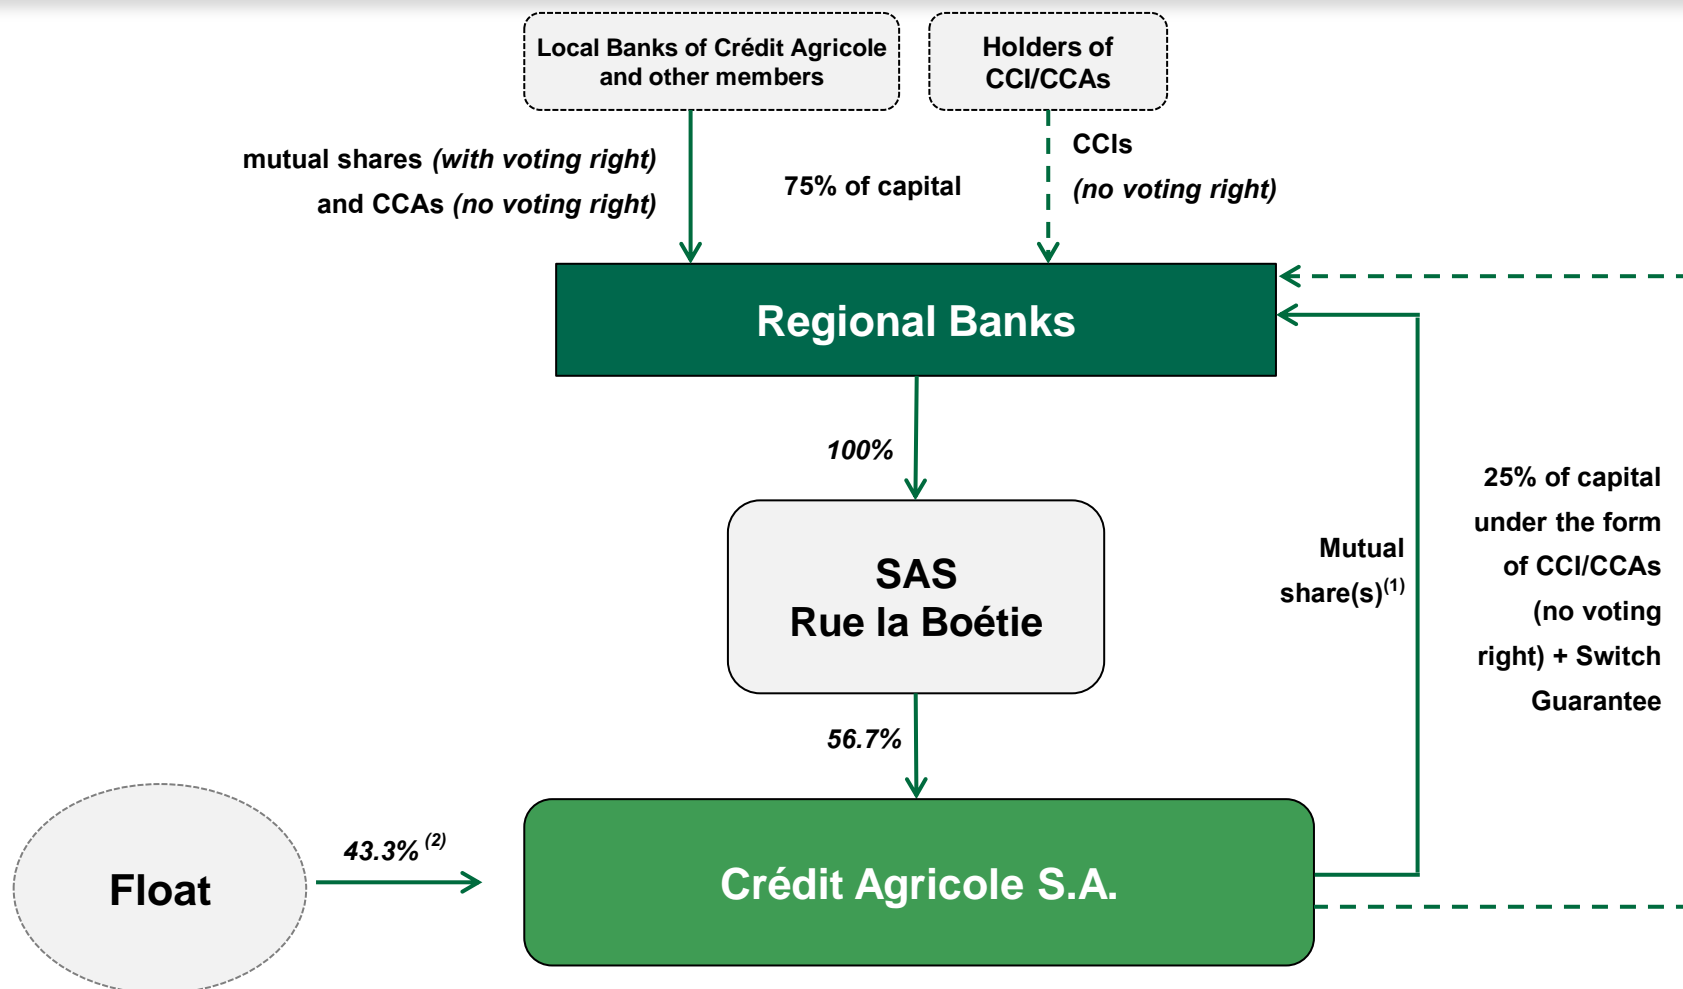 Local Banks of Crédit Agricole
and other members
Holders of
CCI/CCAs
mutual shares (with voting right)
and CCAs (no voting right)
75% of capital
CCIs
(no voting right)
Regional Banks
100%
SAS
Rue la Boétie
Mutual
share(s)(1)
25% of capital
under the form
of CCI/CCAs
(no voting
right) + Switch
Guarantee
56.7%
Float
43.3% (2)
Crédit Agricole S.A.